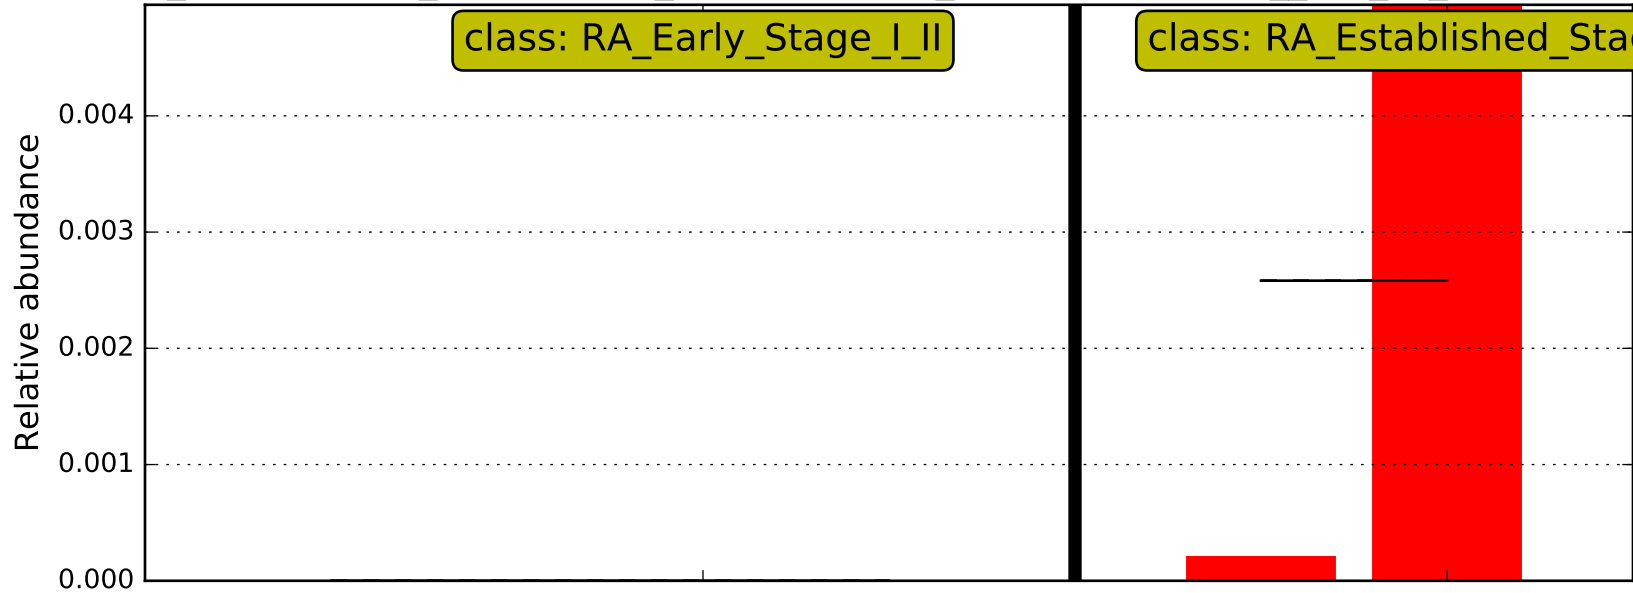 class: RA_Early_Stage_I_II
class: RA_Established_Sta
0.004
0.003
0.002
0.001
0.000
Relative abundance